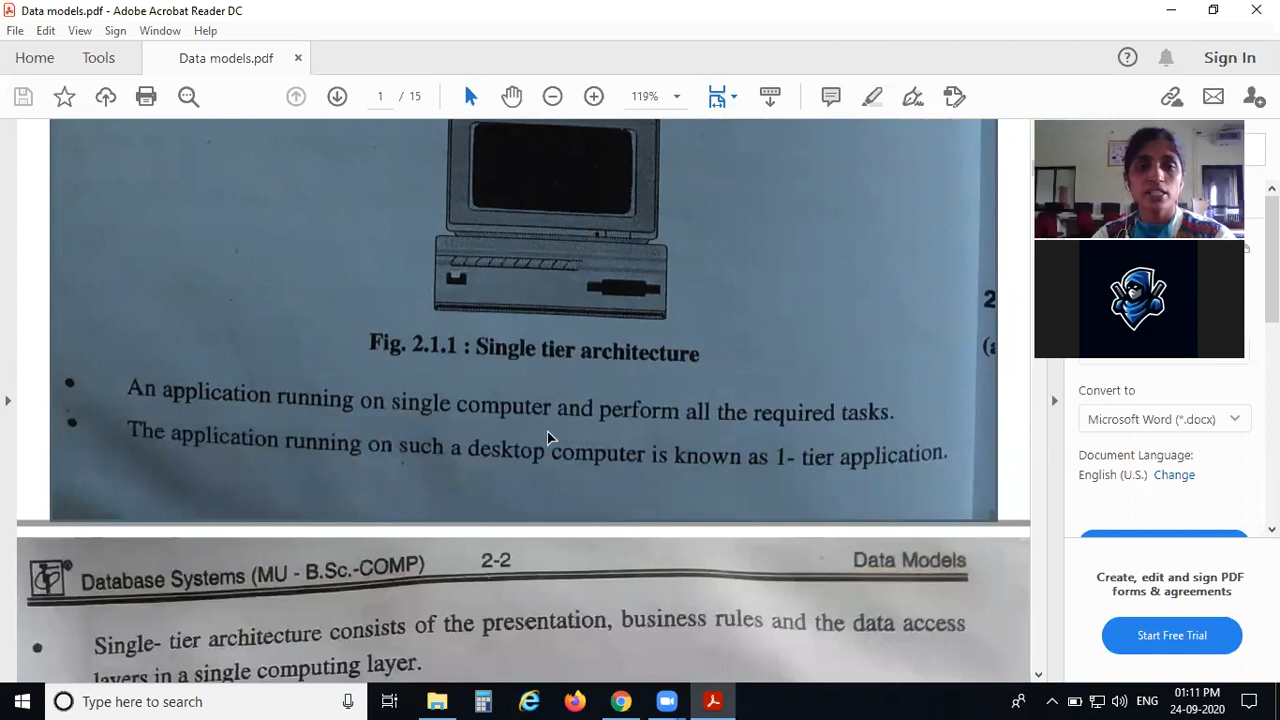 Data models.pdf - Adobe Acrobat Reader DC
File Edit View Sign Window Help
Home Tools Data models.pdf ×
Sign In
1 / 15
119%
Fig. 2.1.1 : Single tier architecture
An application running on single computer and perform all the required tasks.
The application running on such a desktop computer is known as 1- tier application.
2
(a
Database Systems (MU - B.Sc.-COMP) 2-2 Data Models
Single- tier architecture consists of the presentation, business rules and the data access
layers in a single computing layer.
Convert to
Microsoft Word (*.docx)
Document Language:
English (U.S.) Change
Create, edit and sign PDF
forms & agreements
Start Free Trial
Type here to search
ENG
01:11 PM
24-09-2020